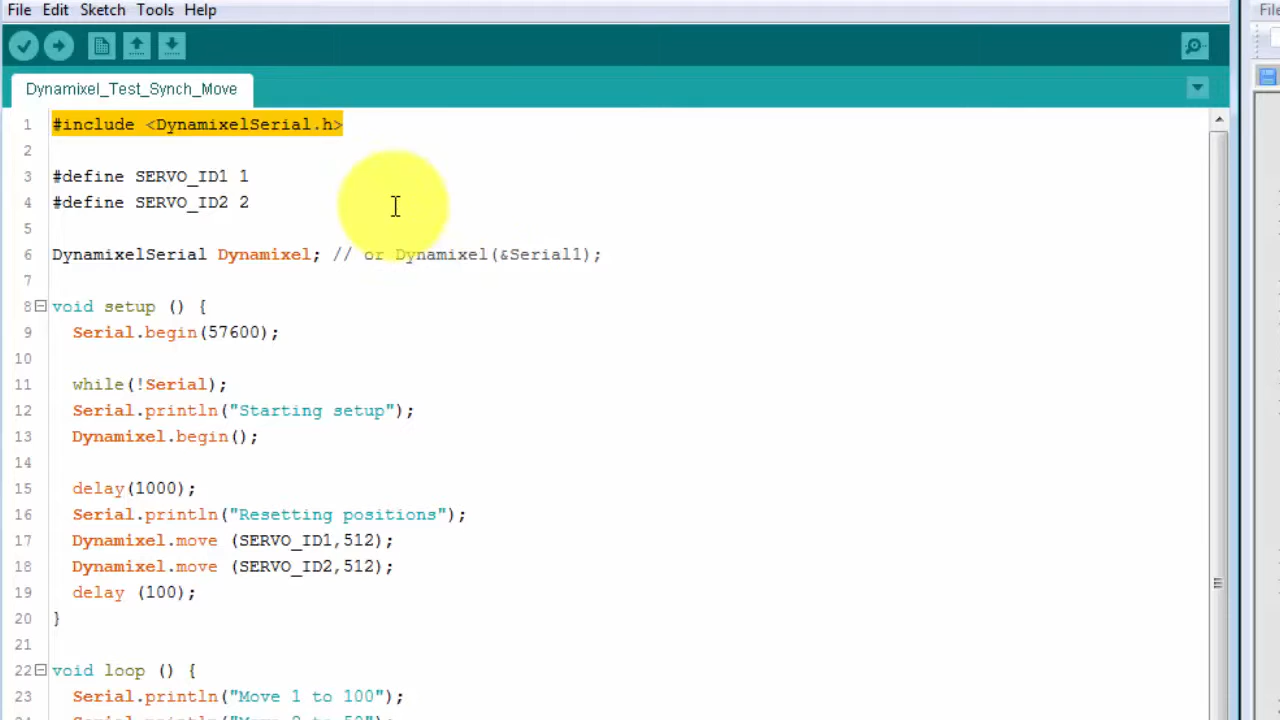 File Edit Sketch Tools Help
File
Dynamixel_Test_Synch_Move
1 #include <DynamixelSerial.h>
2
3 #define SERVO_ID1 1
4 #define SERVO_ID2 2
5
6 DynamixelSerial Dynamixel; // or Dynamixel(&Serial1);
7
8 void setup () {
9 Serial.begin(57600);
10
11 while(!Serial);
12 Serial.println("Starting setup");
13 Dynamixel.begin();
14
15 delay(1000);
16 Serial.println("Resetting positions");
17 Dynamixel.move (SERVO_ID1,512);
18 Dynamixel.move (SERVO_ID2,512);
19 delay (100);
20 }
21
22 void loop () {
23 Serial.println("Move 1 to 100");